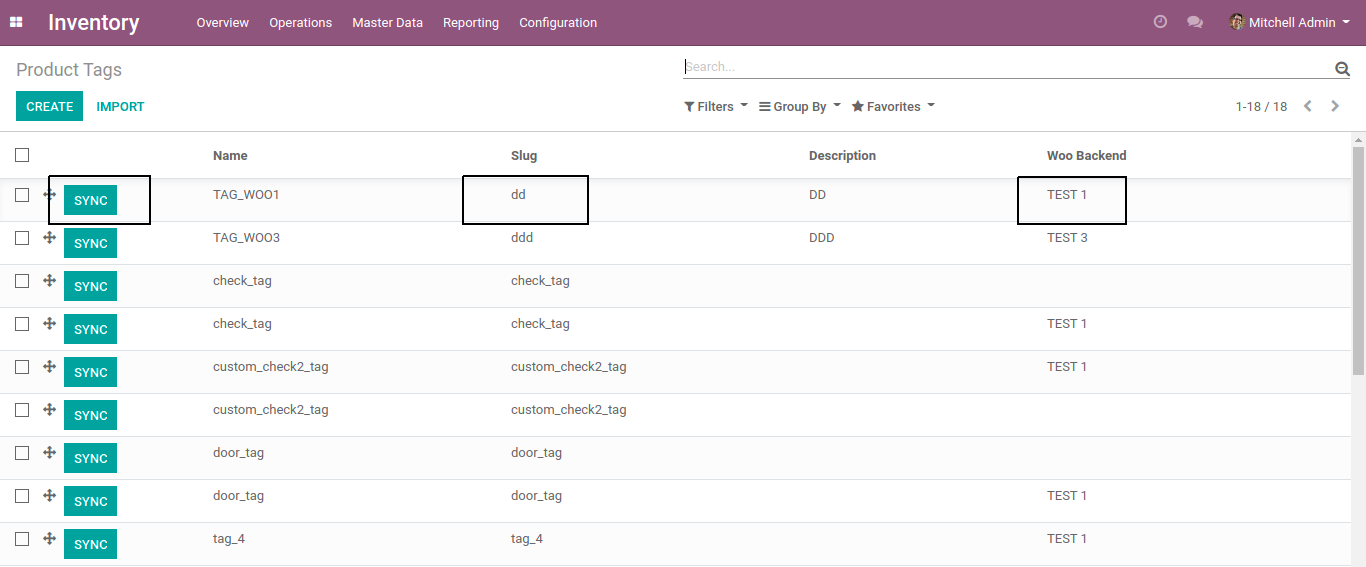 Inventory Overview Operations Master Data Reporting Configuration Mitchell Admin
Product Tags Search...
CREATE IMPORT Filters Group By Favorites 1-18 / 18
Name Slug Description Woo Backend
SYNC TAG_WOO1 dd DD TEST 1
SYNC TAG_WOO3 ddd DDD TEST 3
SYNC check_tag check_tag
SYNC check_tag check_tag TEST 1
SYNC custom_check2_tag custom_check2_tag TEST 1
SYNC custom_check2_tag custom_check2_tag
SYNC door_tag door_tag
SYNC door_tag door_tag TEST 1
SYNC tag_4 tag_4 TEST 1